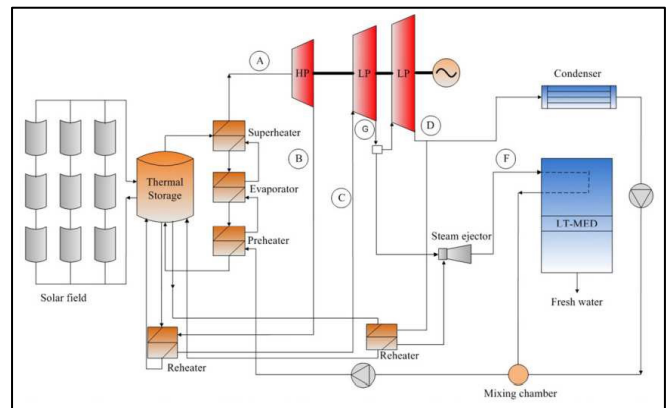 A
HP
LP
LP
Condenser
G
D
Superheater
B
F
Thermal
Storage
Evaporator
C
LT-MED
Steam ejector
Preheater
Solar field
Fresh water
Reheater
Reheater
Mixing chamber